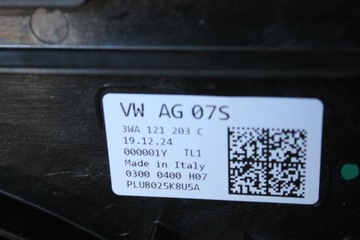 VW AG 07S
3WA 121 203 C
19.12.24
000001Y TL1
Made in Italy
0300 0400 H07
PLUB025K8U5A